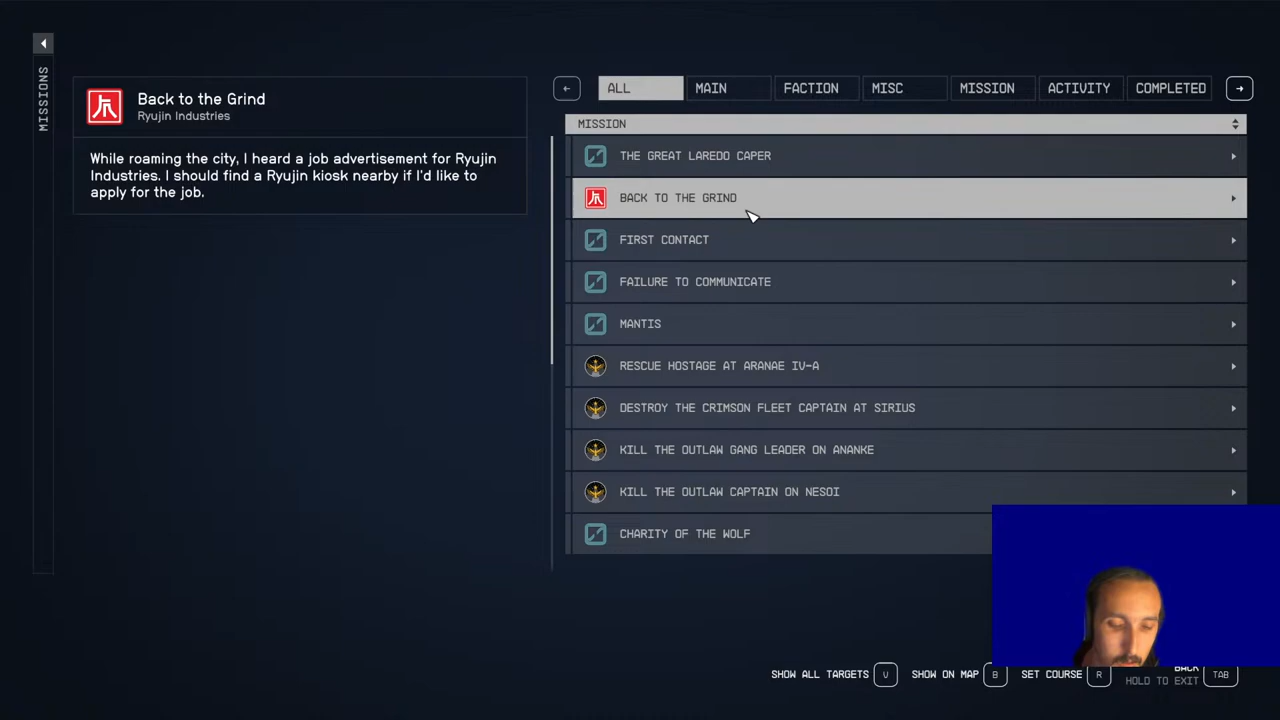 MISSIONS
Back to the Grind
Ryujin Industries
While roaming the city, I heard a job advertisement for Ryujin
Industries. I should find a Ryujin kiosk nearby if I'd like to
apply for the job.
ALL MAIN FACTION MISC MISSION ACTIVITY COMPLETED
MISSION
THE GREAT LAREDO CAPER
BACK TO THE GRIND
FIRST CONTACT
FAILURE TO COMMUNICATE
MANTIS
RESCUE HOSTAGE AT ARANAE IV-A
DESTROY THE CRIMSON FLEET CAPTAIN AT SIRIUS
KILL THE OUTLAW GANG LEADER ON ANANKE
KILL THE OUTLAW CAPTAIN ON NESOI
CHARITY OF THE WOLF
SHOW ALL TARGETS V SHOW ON MAP B SET COURSE R BACK TAB
HOLD TO EXIT